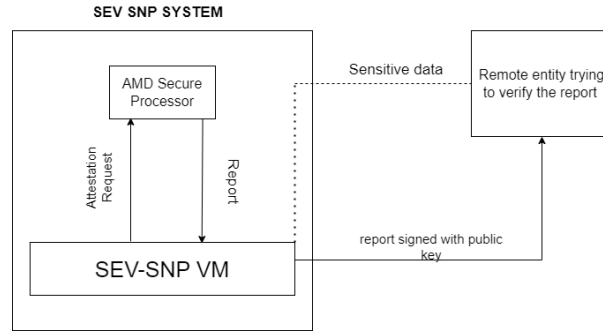 SEV SNP SYSTEM
AMD Secure
Processor
Sensitive data
Remote entity trying
to verify the report
Attestation
Request
Report
report signed with public
key
SEV-SNP VM